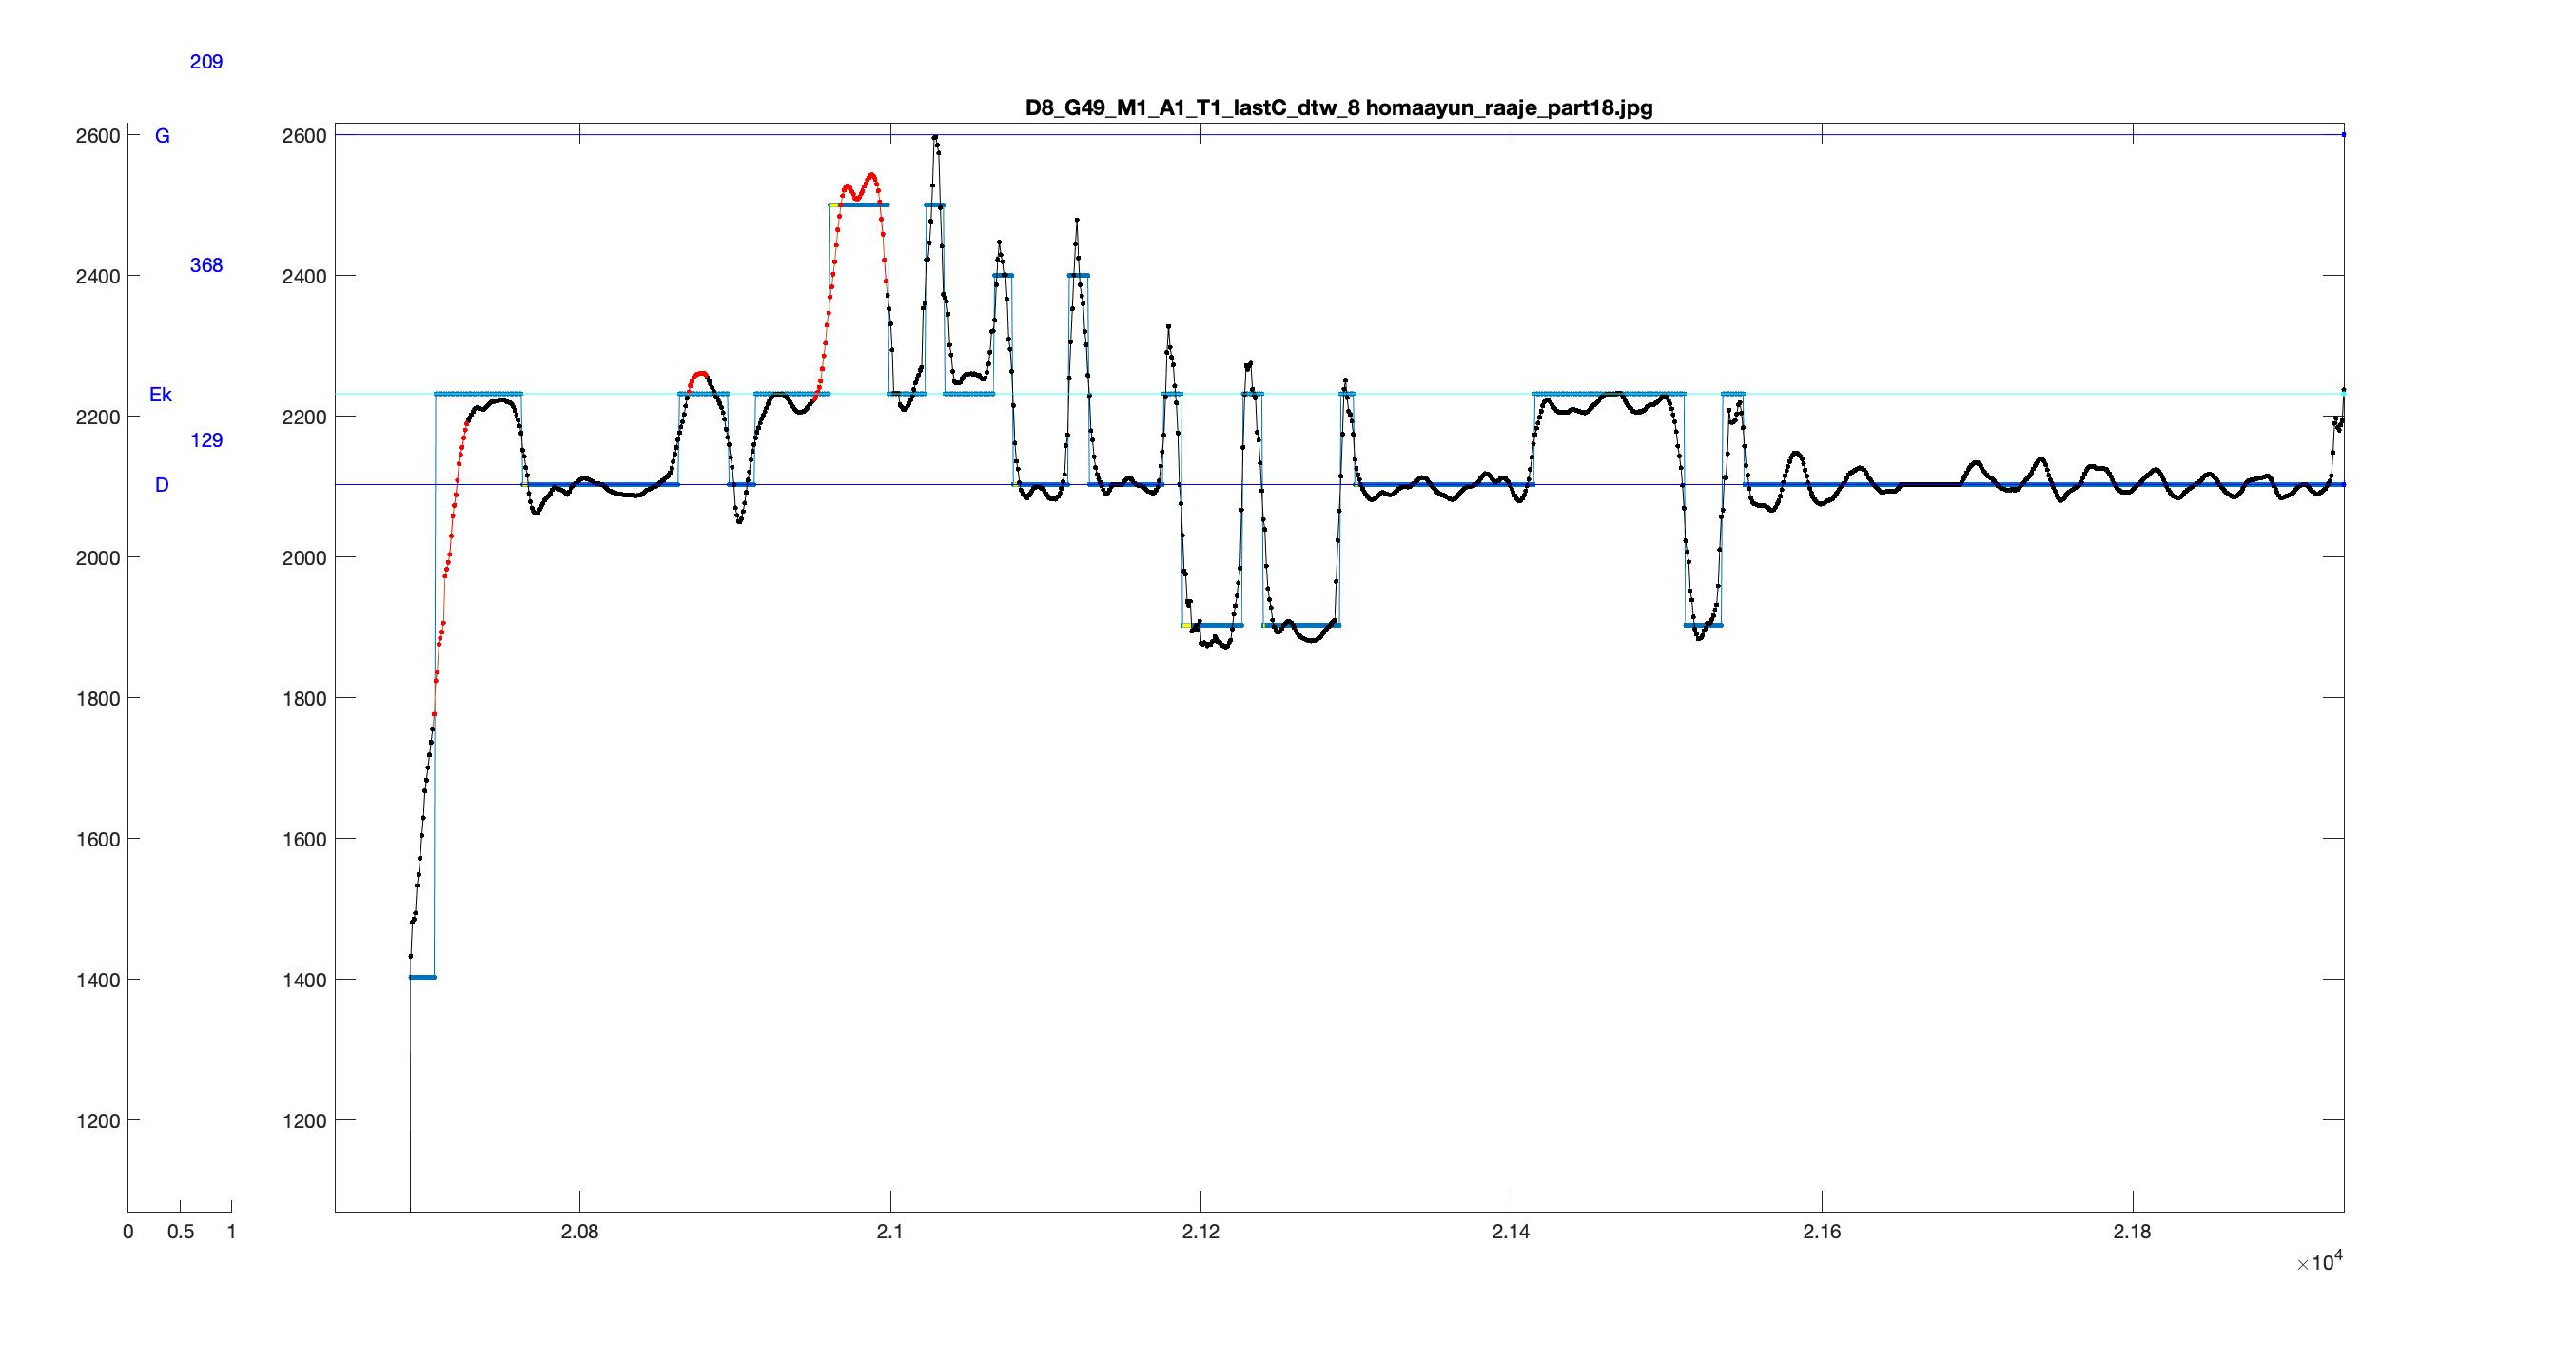 209
D8_G49_M1_A1_T1_lastC_dtw_8 homaayun_raaje_part18.jpg
2600 G 2600
2400 368 2400
Ek
2200 129 2200
D
2000 2000
1800 1800
1600 1600
1400 1400
1200 1200
0 0.5 1 2.08 2.1 2.12 2.14 2.16 2.18
×10^4